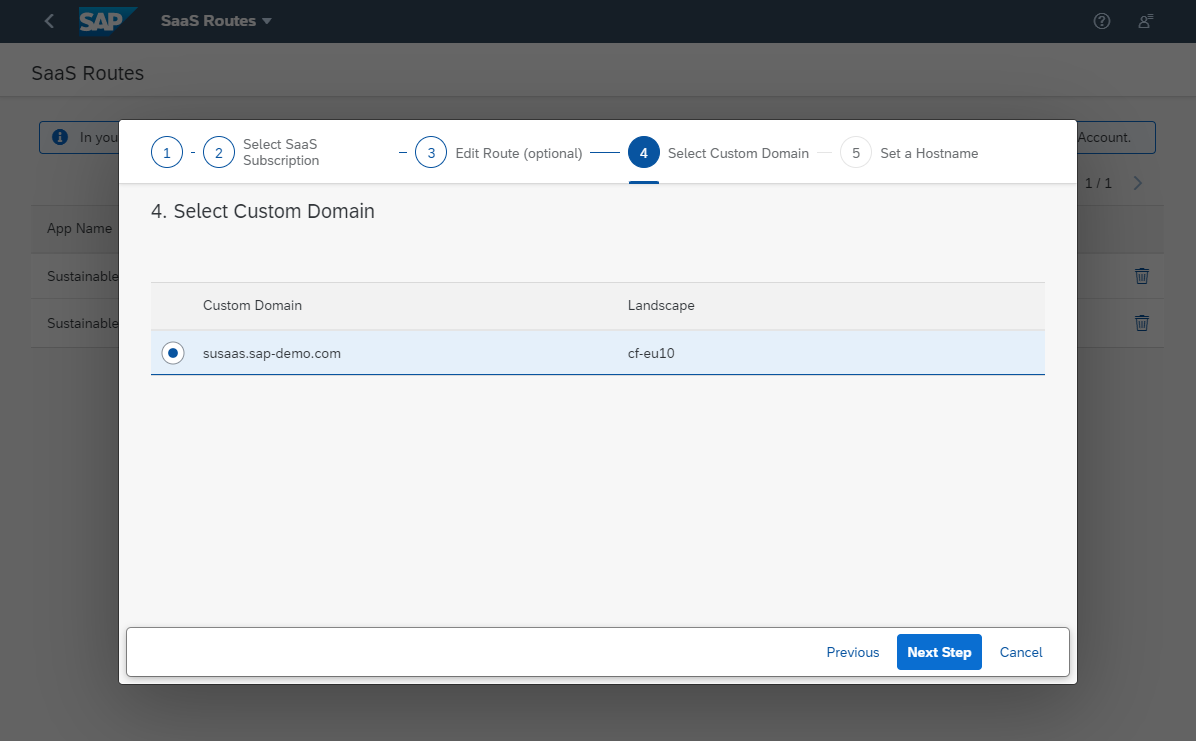 SAP SaaS Routes
SaaS Routes
In you
Account.
1 / 1
App Name
Sustainable
Sustainable
1
2
Select SaaS
Subscription
3 Edit Route (optional)
4 Select Custom Domain
5 Set a Hostname
4. Select Custom Domain
Custom Domain Landscape
susaas.sap-demo.com cf-eu10
Previous Next Step Cancel